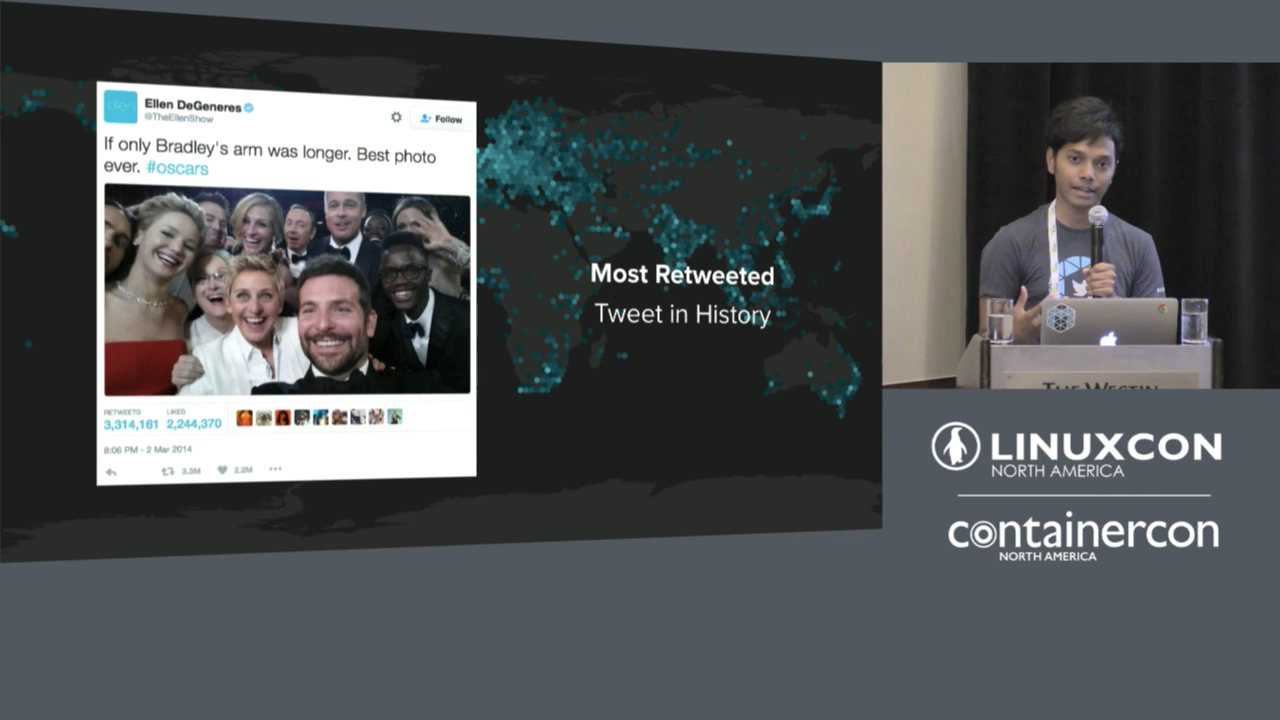 Ellen DeGeneres
@TheEllenShow
Follow
If only Bradley's arm was longer. Best photo
ever. #oscars
RETWEETS
LIKES
3,314,161
2,244,370
8:06 PM - 2 Mar 2014
3.3M
2.2M
Most Retweeted
Tweet in History
THE WESTIN
LINUXCON
NORTH AMERICA
containercon
NORTH AMERICA